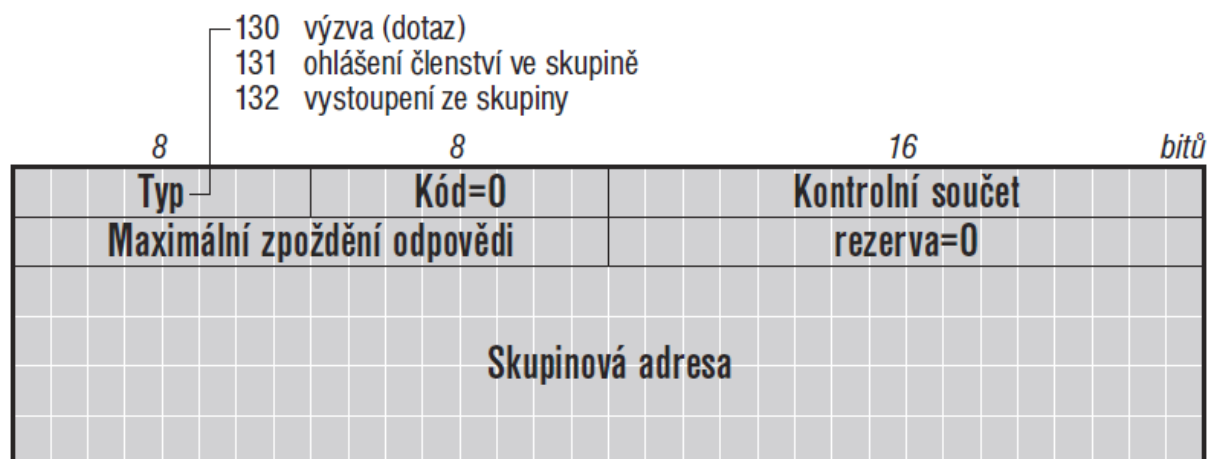 130 výzva (dotaz)
131 ohlášení členství ve skupině
132 vystoupení ze skupiny
8 8 16 bitů
Typ Kód=0 Kontrolní součet
Maximální zpoždění odpovědi rezerva=0
Skupinová adresa